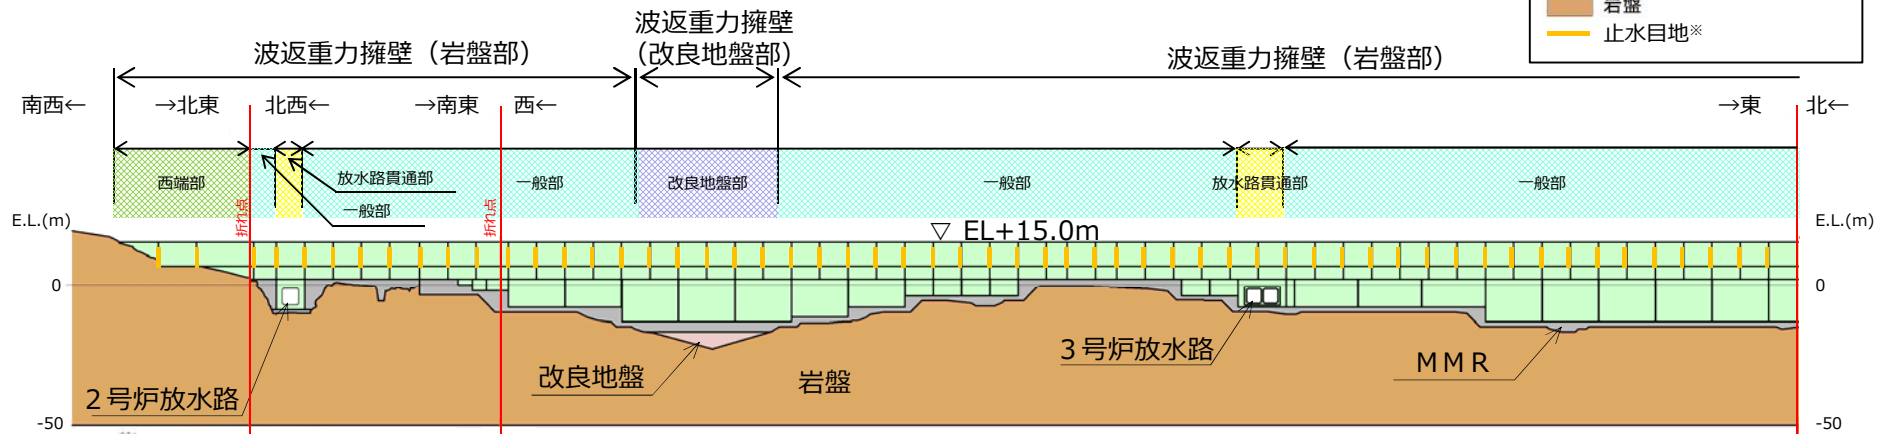 岩盤
止水目地※
波返重力擁壁（岩盤部）
波返重力擁壁
（改良地盤部）
波返重力擁壁（岩盤部）
南西←
→北東
北西←
→南東
西←
→東
北←
西端部
放水路貫通部
一般部
一般部
改良地盤部
一般部
放水路貫通部
一般部
折れ点
折れ点
E.L.(m)
▽ EL+15.0m
E.L.(m)
0
0
２号炉放水路
改良地盤
岩盤
３号炉放水路
ＭＭＲ
-50
-50